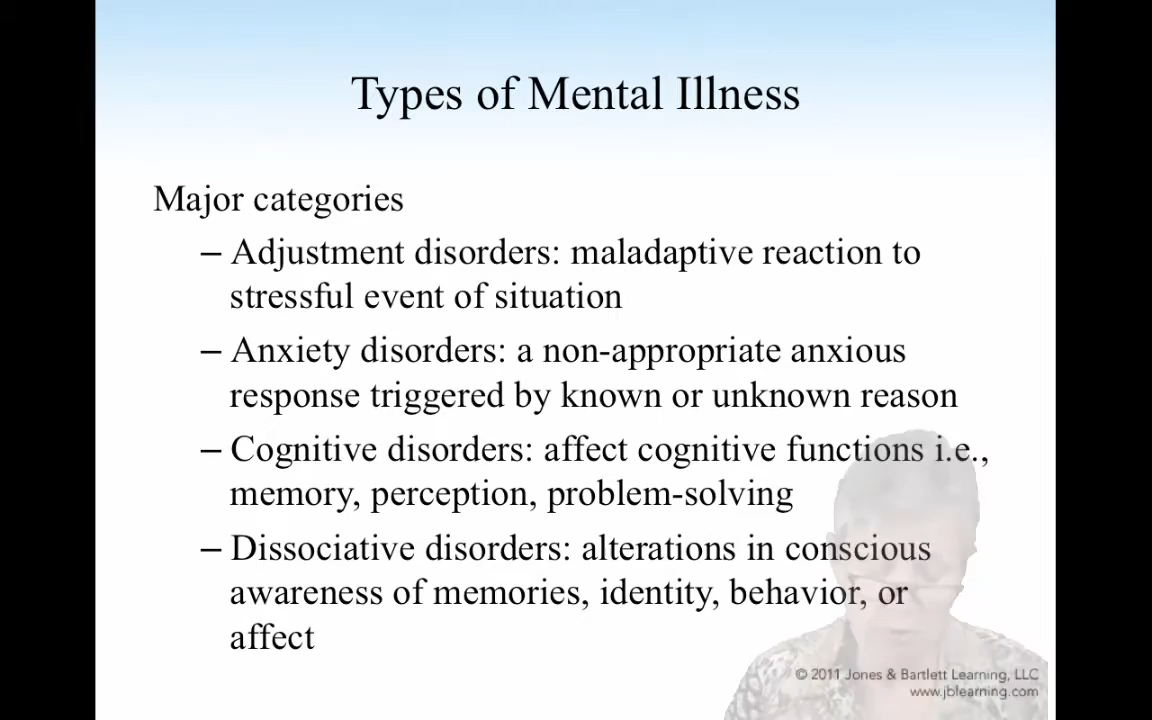 Types of Mental Illness
Major categories
– Adjustment disorders: maladaptive reaction to
stressful event of situation
– Anxiety disorders: a non-appropriate anxious
response triggered by known or unknown reason
– Cognitive disorders: affect cognitive functions i.e.,
memory, perception, problem-solving
– Dissociative disorders: alterations in conscious
awareness of memories, identity, behavior, or
affect
© 2011 Jones & Bartlett Learning, LLC
www.jblearning.com